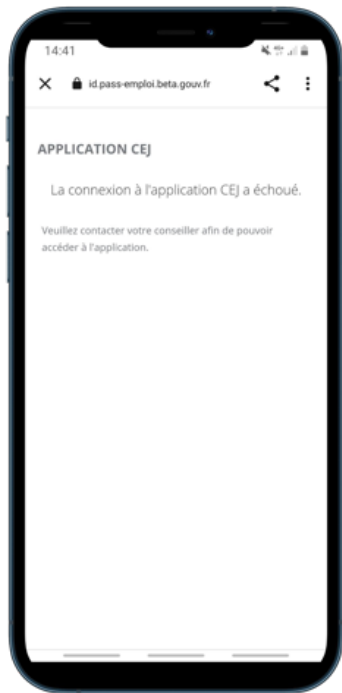 14:41
id.pass-emploi.beta.gouv.fr
APPLICATION CEJ
La connexion à l'application CEJ a échoué.
Veuillez contacter votre conseiller afin de pouvoir
accéder à l'application.